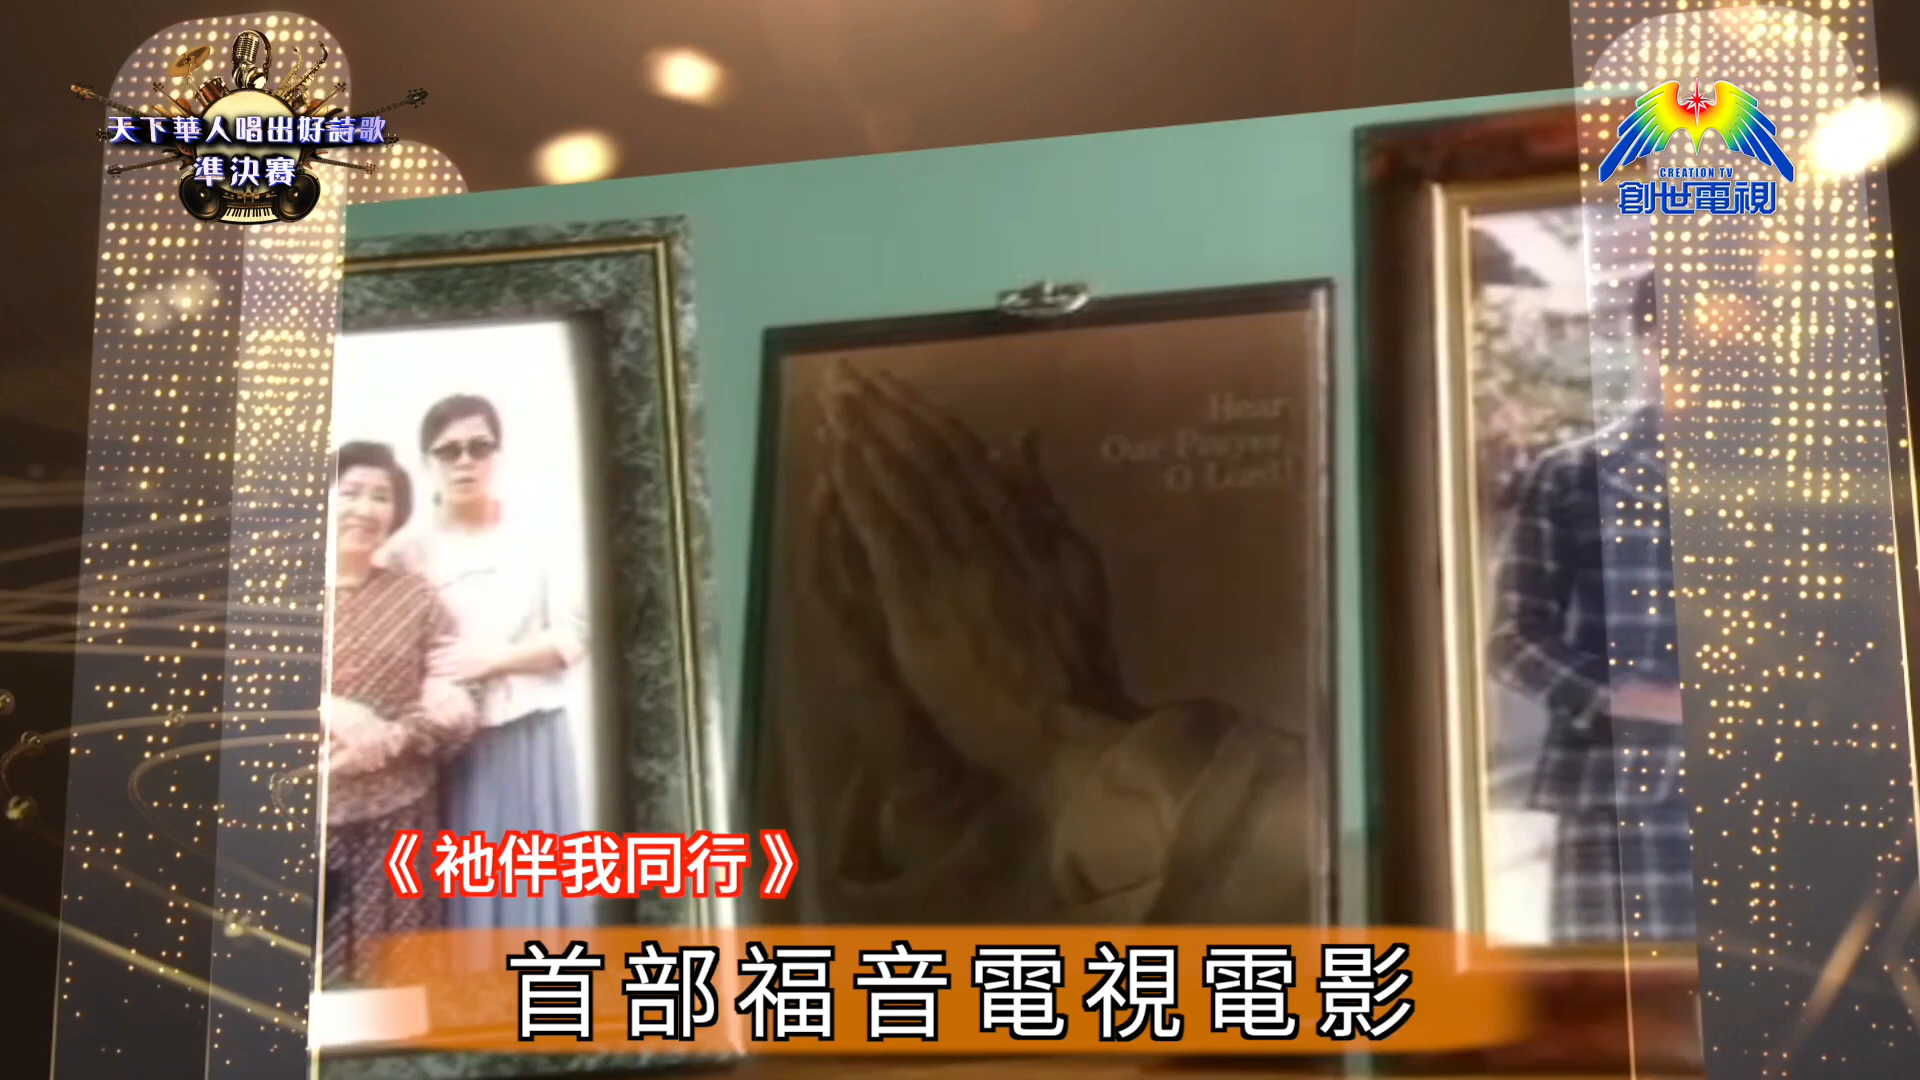 天下華人唱出好詩歌
準決賽
CREATION TV
創世電視
Hear
Our Prayer,
O Lord!
《祂伴我同行》
首部福音電視電影